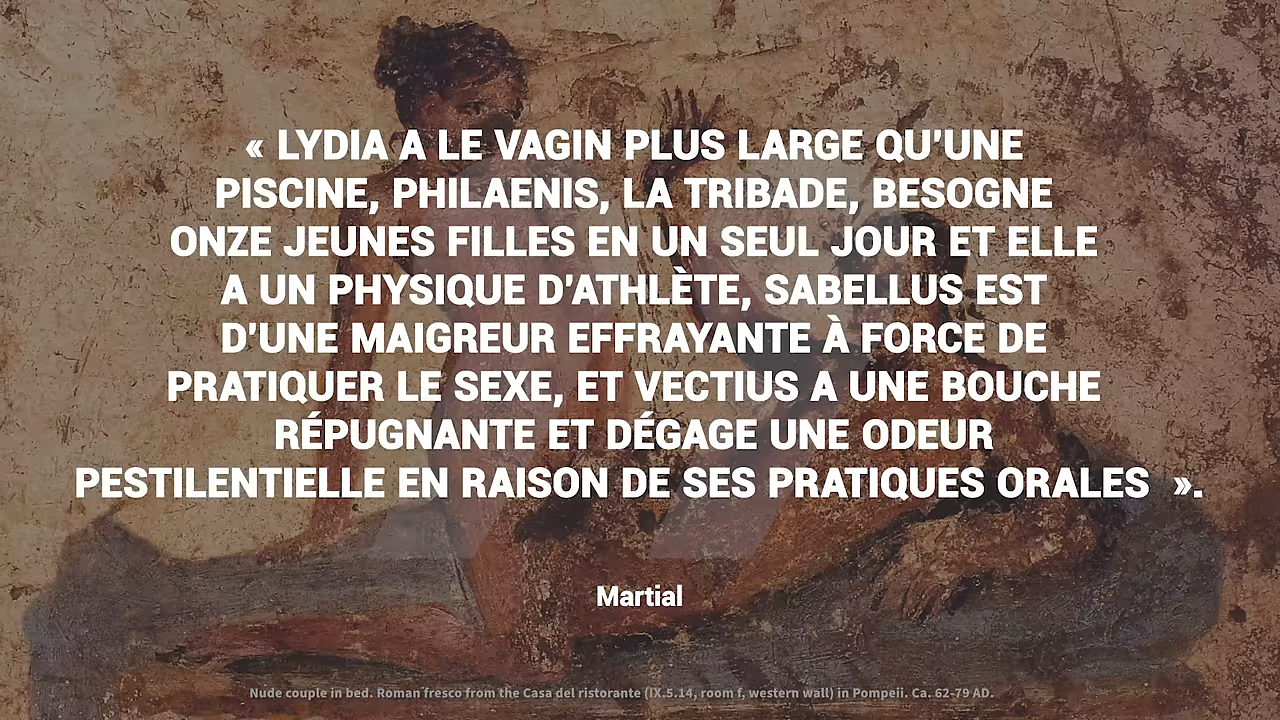 « LYDIA A LE VAGIN PLUS LARGE QU'UNE
PISCINE, PHILAENIS, LA TRIBADE, BESOGNE
ONZE JEUNES FILLES EN UN SEUL JOUR ET ELLE
A UN PHYSIQUE D'ATHLÈTE, SABELLUS EST
D'UNE MAIGREUR EFFRAYANTE À FORCE DE
PRATIQUER LE SEXE, ET VECTIUS A UNE BOUCHE
RÉPUGNANTE ET DÉGAGE UNE ODEUR
PESTILENTIELLE EN RAISON DE SES PRATIQUES ORALES  ».
Martial
Nude couple in bed. Roman fresco from the Casa del ristorante (IX.5.14, room f, western wall) in Pompeii. Ca. 62-79 AD.